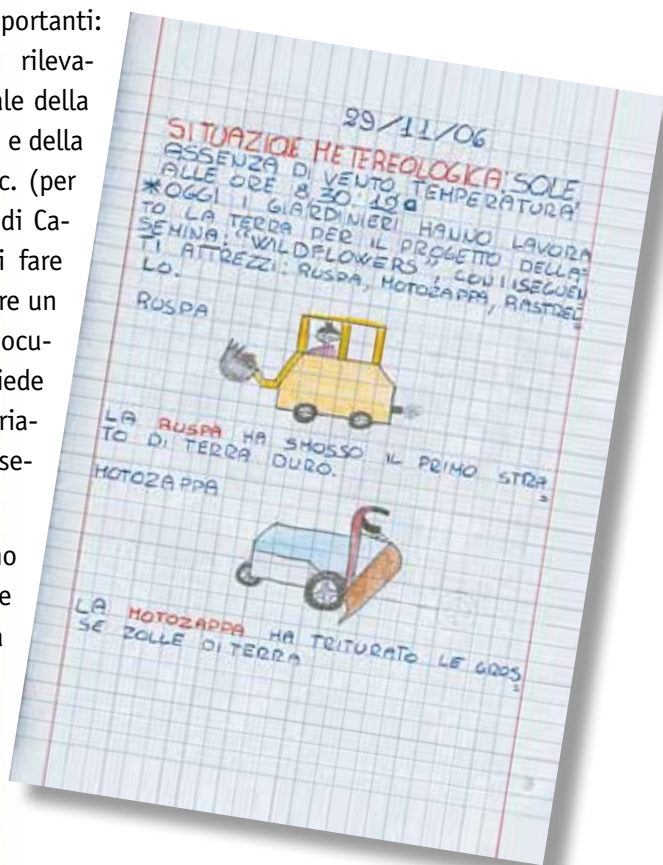 portanti:
rileva-
ale della
e della
c. (per
di Ca-
i fare
re un
ocu-
iede
ria-
se-
no
e
29/11/06
SITUAZIOE METEREOLOGICA: SOLE
ASSENZA DI VENTO, TEMPERATURA
ALLE ORE 8 30: 19°
*OGGI I GIARDINIERI HANNO LAVORA
TO LA TERRA PER IL PROGETTO DELLA
SEMINA: "WILDFLOWERS", CON I SEGUEN
TI ATTREZZI: RUSPA, MOTOZAPPA, RASTREL
LO.
RUSPA
LA RUSPA HA SMOSSO IL PRIMO STRA
TO DI TERRA DURO.
MOTOZAPPA
LA MOTOZAPPA HA TRITURATO LE GROS
SE ZOLLE DI TERRA